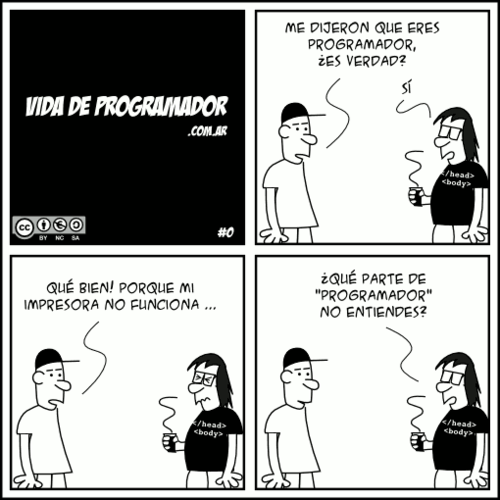 VIDA DE PROGRAMADOR
.COM.AR
cc
BY NC SA
#0
ME DIJERON QUE ERES
PROGRAMADOR,
¿ES VERDAD?
SÍ
</head>
<body>
QUÉ BIEN! PORQUE MI
IMPRESORA NO FUNCIONA ...
</head>
<body>
¿QUÉ PARTE DE
"PROGRAMADOR"
NO ENTIENDES?
</head>
<body>